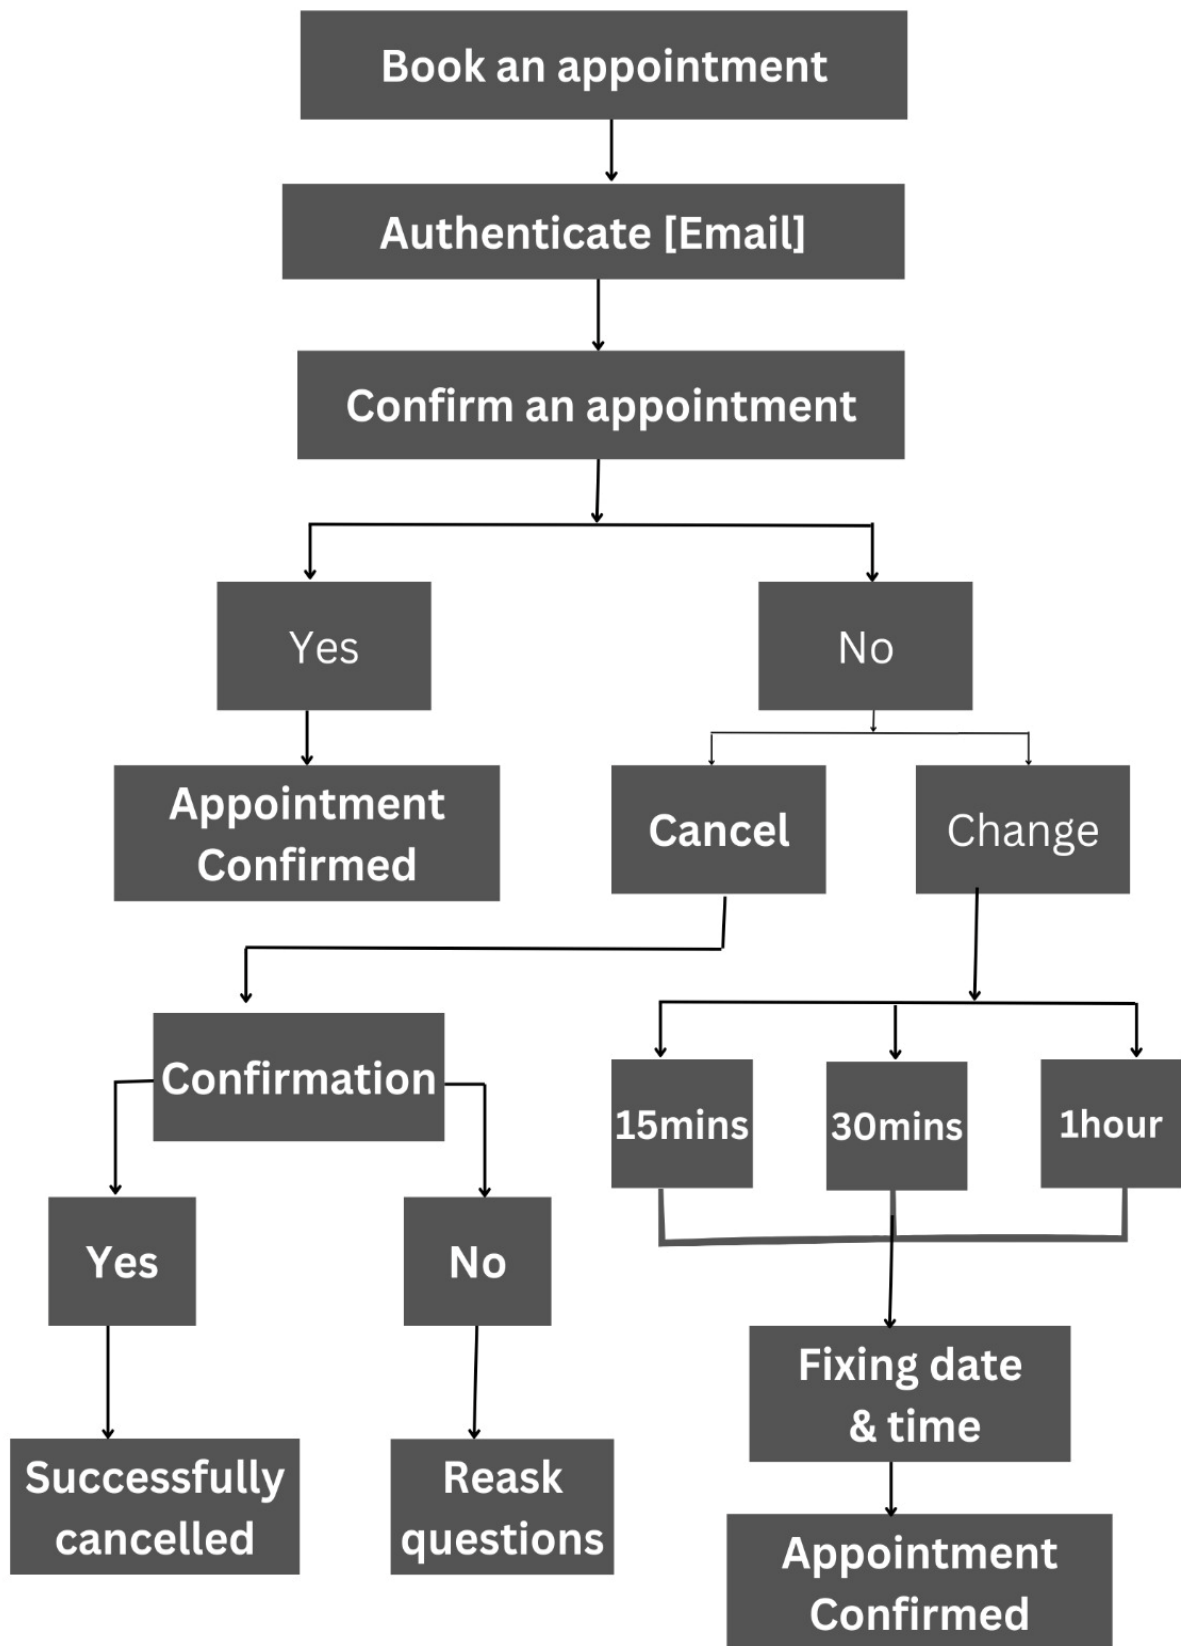 Book an appointment
Authenticate [Email]
Confirm an appointment
Yes
No
Appointment
Confirmed
Cancel
Change
Confirmation
15mins
30mins
1hour
Yes
No
Fixing date
& time
Successfully
cancelled
Reask
questions
Appointment
Confirmed